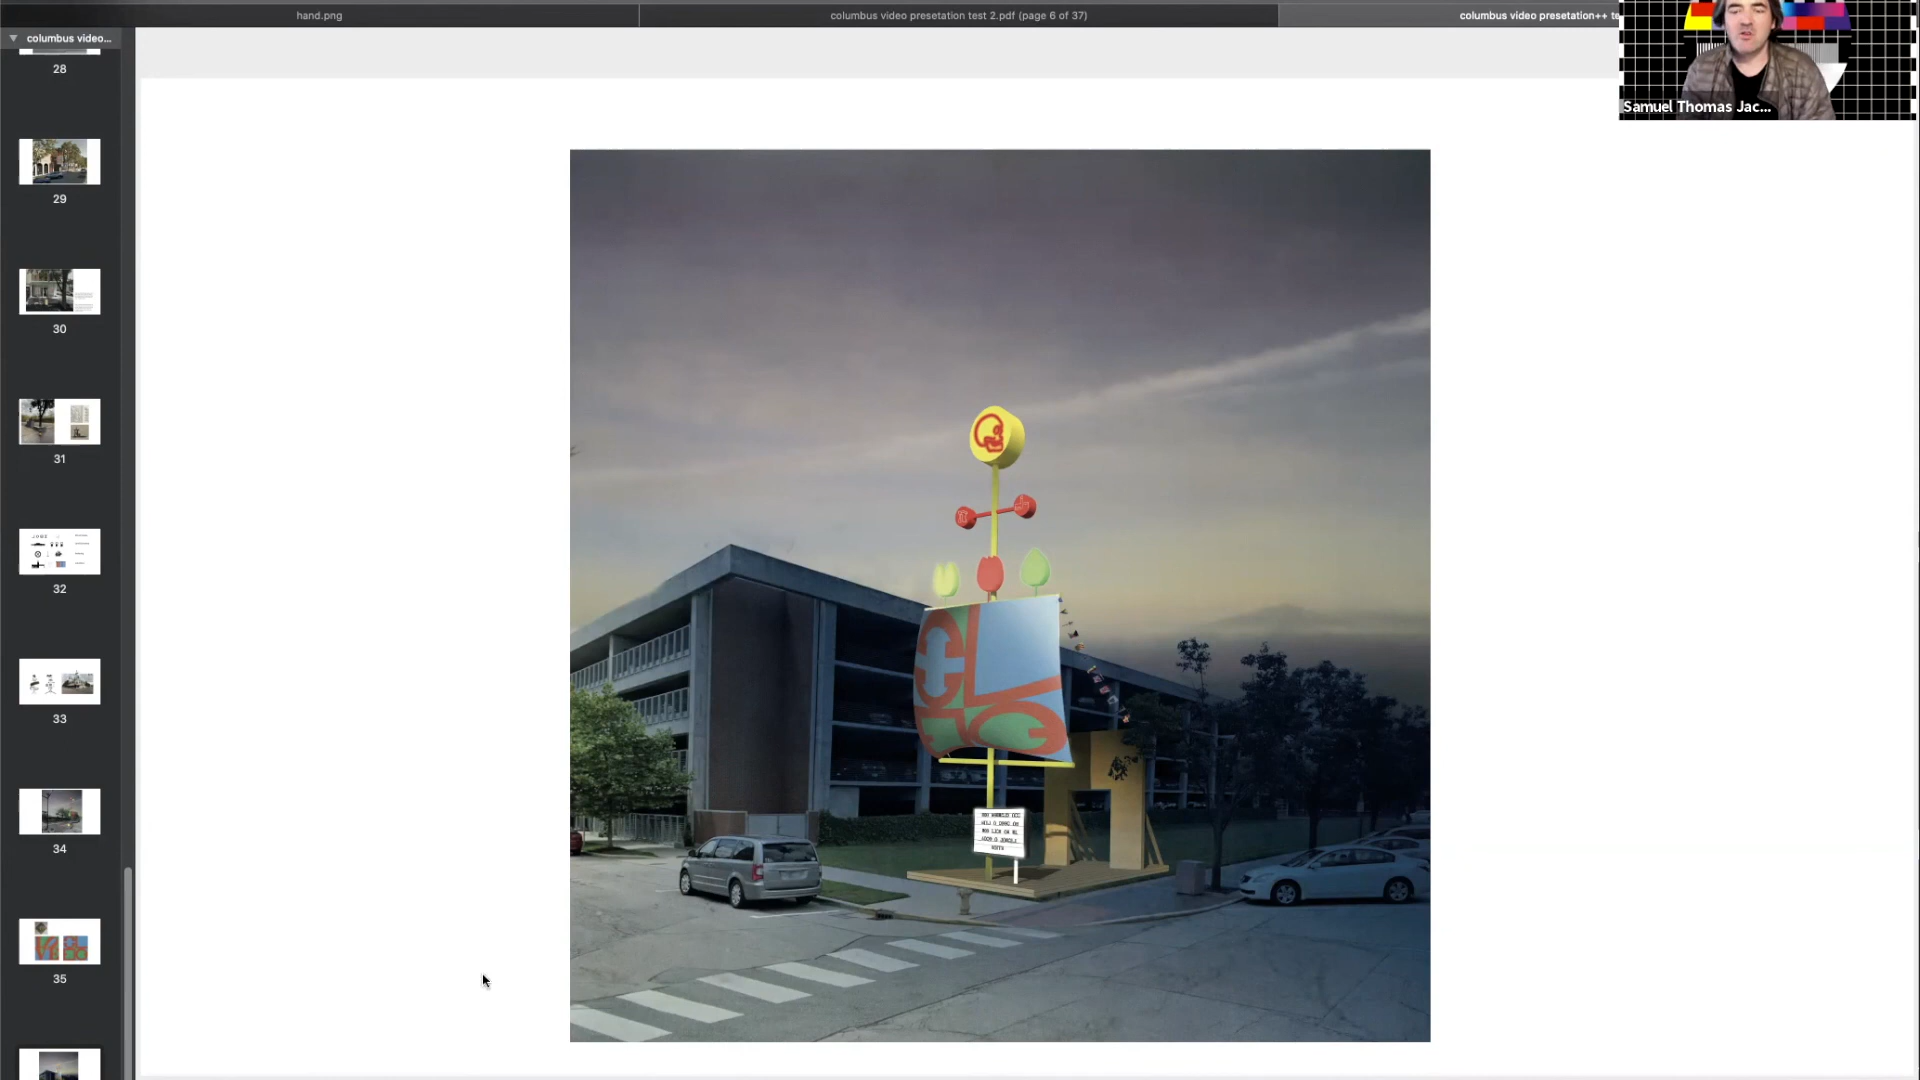 hand.png
columbus video presetation test 2.pdf (page 6 of 37)
columbus video presetation++ te
columbus video...
Samuel Thomas Jac...
28
29
30
31
32
33
34
35